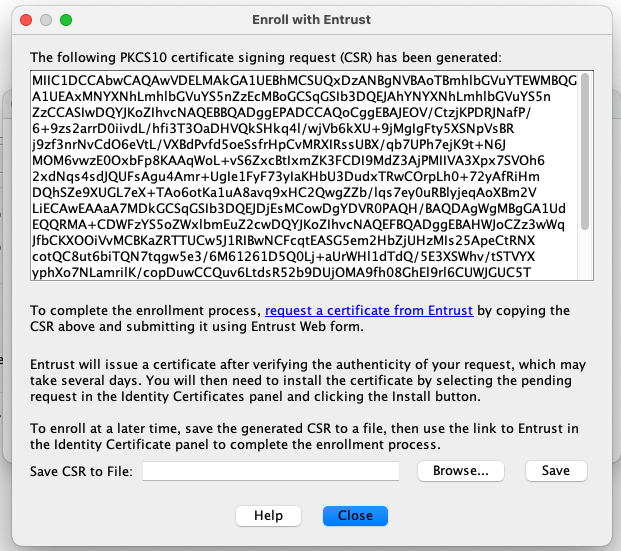 Enroll with Entrust
The following PKCS10 certificate signing request (CSR) has been generated:
MIIC1DCCAbwCAQAwVDELMAkGA1UEBhMCSUQxDzANBgNVBAoTBmhlbGVuYTEWMBQG
A1UEAxMNYXNhLmhlbGVuYS5nZzEcMBoGCSqGSIb3DQEJAhYNYXNhLmhlbGVuYS5n
ZzCCASIwDQYJKoZIhvcNAQEBBQADggEPADCCAQoCggEBAJEOV/CtzjKPDRJNafP/
6+9zs2arrD0iivdL/hfi3T3OaDHVQkSHkq4l/wjVb6kXU+9jMgIgFty5XSNpVsBR
j9zf3nrNvCdO6eVtL/VXBdPvfd5oeSsfrHpCvMRXIRssUBX/qb7UPh7ejK9t+N6J
MOM6vwzE0OxbFp8KAAqWoL+vS6ZxcBtIxmZK3FCDI9MdZ3AjPMIIVA3Xpx7SVOh6
2xdNqs4sdJQUFsAgu4Amr+UgIe1FyF73yIaKHbU3DudxTRwCOrpLh0+72yAfRiHm
DQhSZe9XUGL7eX+TAo6otKa1uA8avq9xHC2QwgZZb/lqs7ey0uRBlyjeqAoXBm2V
LiECAwEAAaA7MDkGCSqGSIb3DQEJDjEsMCowDgYDVR0PAQH/BAQDAgWgMBgGA1Ud
EQQRMA+CDWFzYS5oZWxlbmEuZ2cwDQYJKoZIhvcNAQEFBQADggEBAHWJoCZz3wWq
JfbCKXOOiVvMCBKaZRTTUCw5J1RIBwNCFcqtEASG5em2HbZjUHzMIs25ApeCtRNX
cotQC8ut6biTQN7tqgw5e3/6M61261D5Q0Lj+aUrWHl1dTdQ/5E3XSWhv/tSTVYX
yphXo7NLamrilK/copDuwCCQuv6LtdsR52b9DUjOMA9fh08GhEl9rl6CUWJGUC5T
To complete the enrollment process, request a certificate from Entrust by copying the
CSR above and submitting it using Entrust Web form.
Entrust will issue a certificate after verifying the authenticity of your request, which may
take several days. You will then need to install the certificate by selecting the pending
request in the Identity Certificates panel and clicking the Install button.
To enroll at a later time, save the generated CSR to a file, then use the link to Entrust in
the Identity Certificate panel to complete the enrollment process.
Save CSR to File:
Browse...
Save
Help
Close